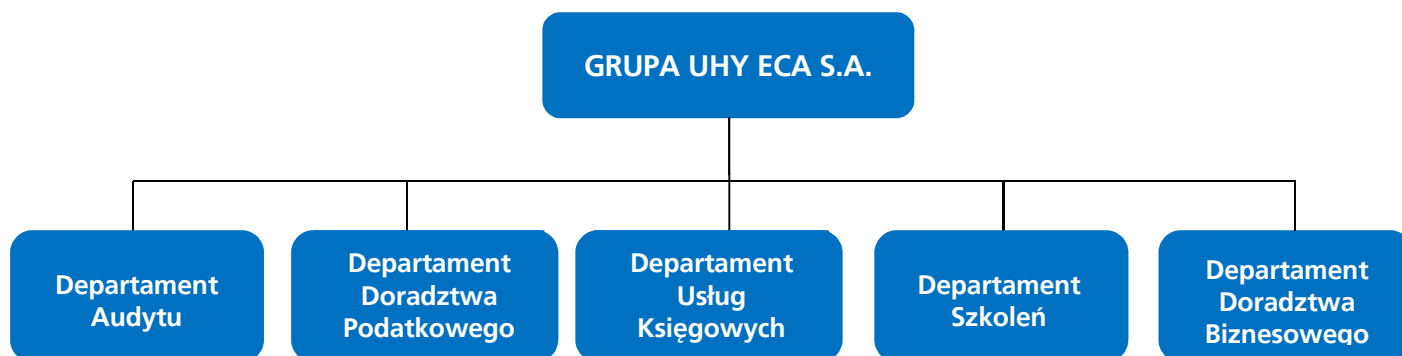 GRUPA UHY ECA S.A.
Departament
Audytu
Departament
Doradztwa
Podatkowego
Departament
Usług
Księgowych
Departament
Szkoleń
Departament
Doradztwa
Biznesowego